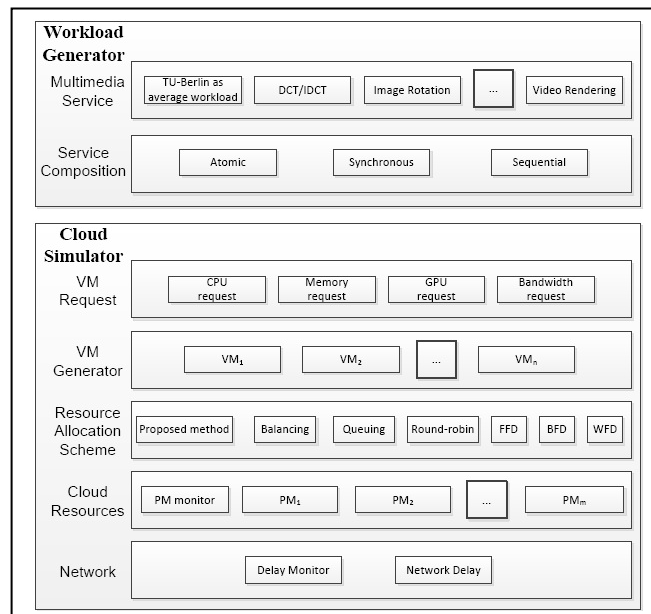 Workload
Generator
Multimedia
Service
TU-Berlin as
average workload
DCT/IDCT
Image Rotation
...
Video Rendering
Service
Composition
Atomic
Synchronous
Sequential
Cloud
Simulator
VM
Request
CPU
request
Memory
request
GPU
request
Bandwidth
request
VM
Generator
VM₁
VM₂
...
VMₙ
Resource
Allocation
Scheme
Proposed method
Balancing
Queuing
Round-robin
FFD
BFD
WFD
Cloud
Resources
PM monitor
PM₁
PM₂
...
PMₘ
Network
Delay Monitor
Network Delay